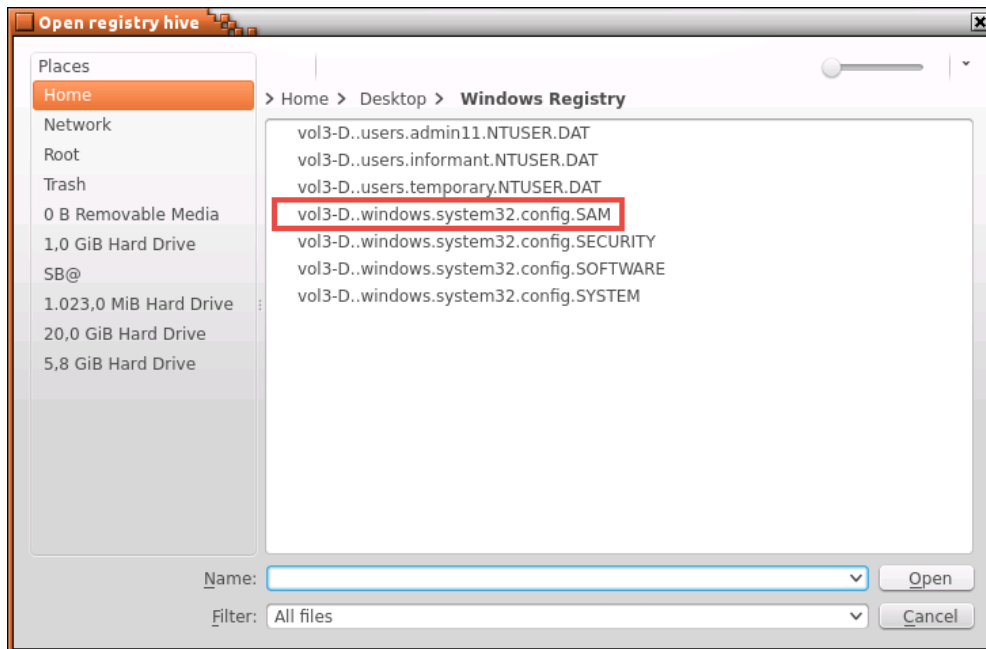 Open registry hive
Places
Home
Network
Root
Trash
0 B Removable Media
1,0 GiB Hard Drive
SB@
1.023,0 MiB Hard Drive
20,0 GiB Hard Drive
5,8 GiB Hard Drive
> Home > Desktop > Windows Registry
vol3-D..users.admin11.NTUSER.DAT
vol3-D..users.informant.NTUSER.DAT
vol3-D..users.temporary.NTUSER.DAT
vol3-D..windows.system32.config.SAM
vol3-D..windows.system32.config.SECURITY
vol3-D..windows.system32.config.SOFTWARE
vol3-D..windows.system32.config.SYSTEM
Name:
Open
Filter: All files
Cancel